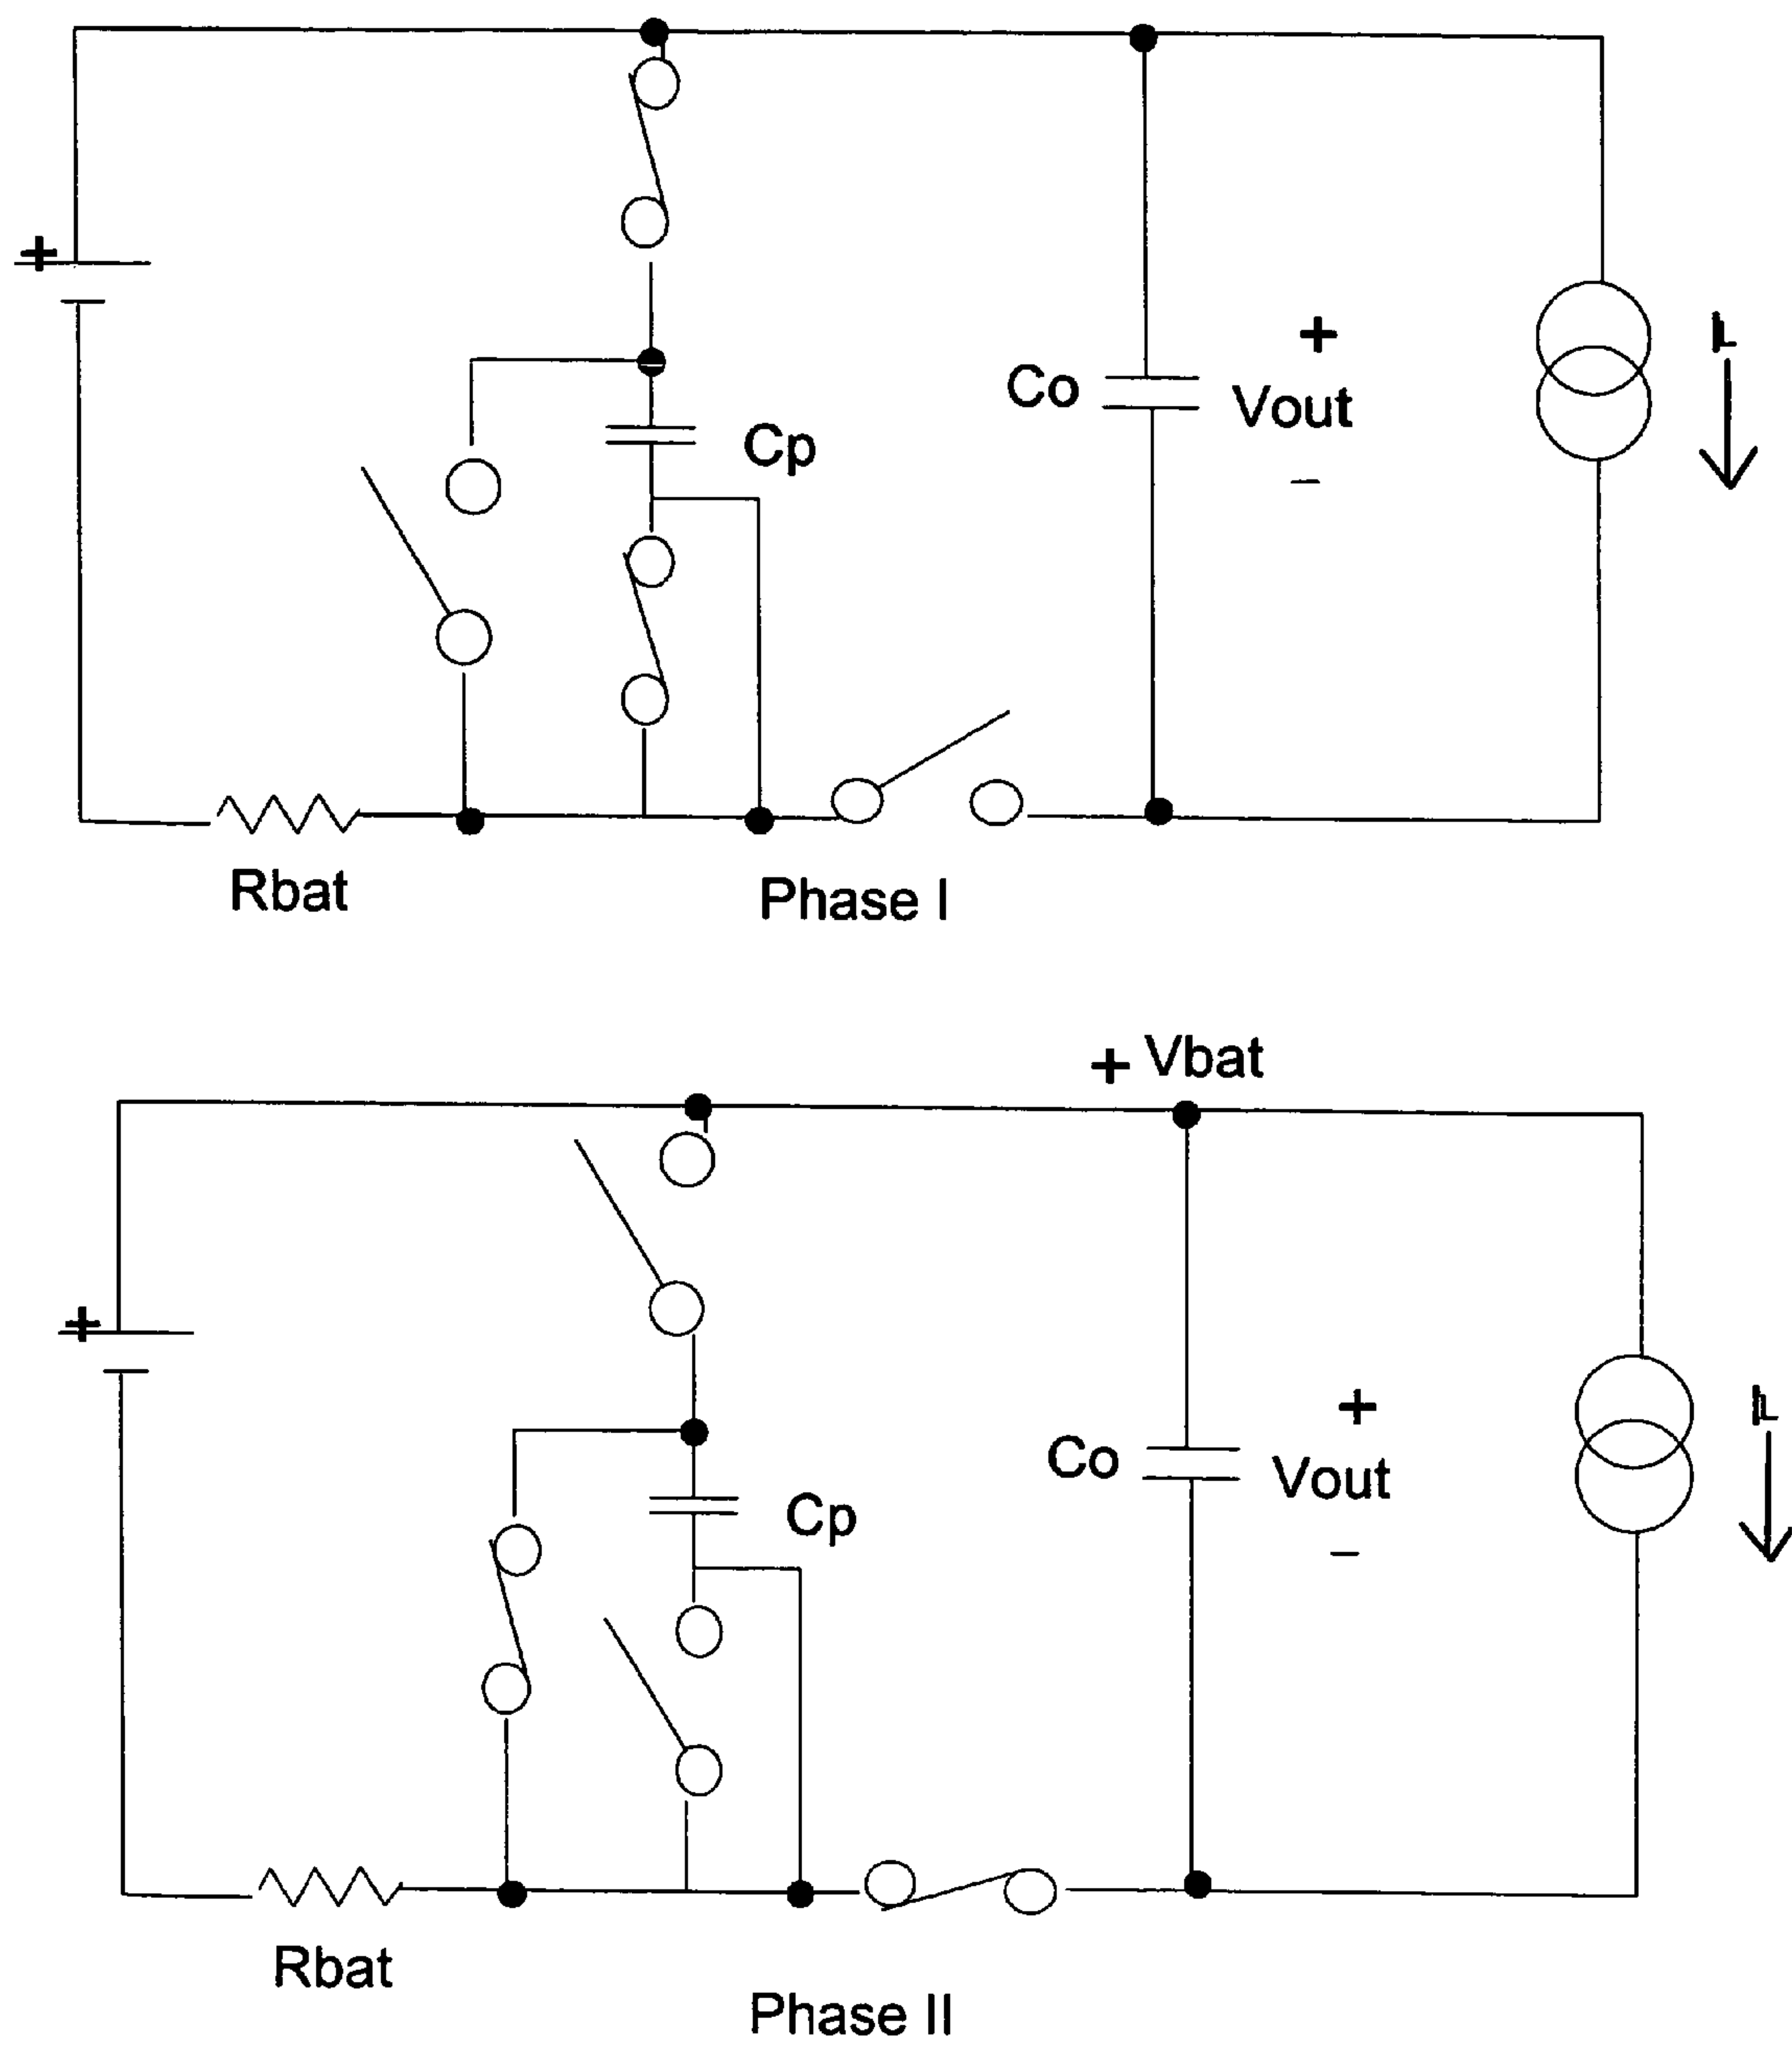 +
Cp
Co
+
Vout
−
IL
Rbat
Phase I
+ Vbat
+
Cp
Co
+
Vout
−
IL
Rbat
Phase II